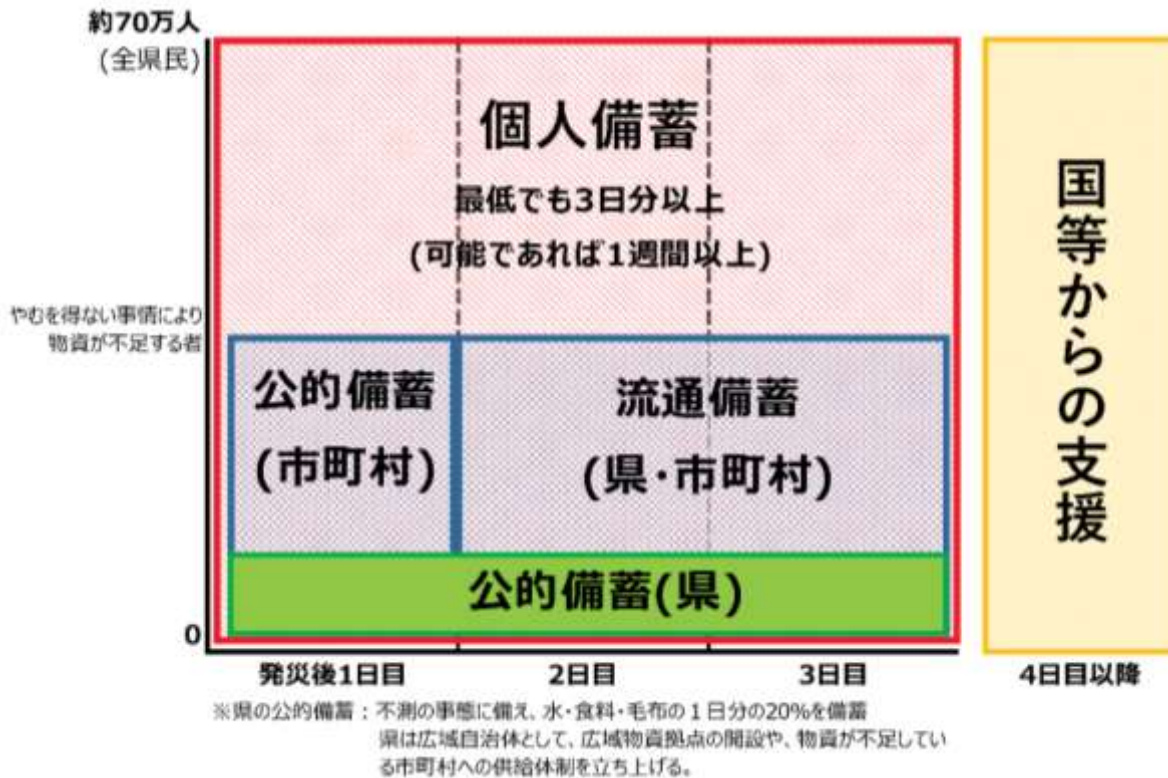 約70万人
(全県民)
個人備蓄
最低でも3日分以上
(可能であれば1週間以上)
やむを得ない事情により
物資が不足する者
公的備蓄
(市町村)
流通備蓄
(県・市町村)
公的備蓄(県)
0
発災後1日目
2日目
3日目
国等からの支援
4日目以降
※県の公的備蓄：不測の事態に備え、水・食料・毛布の１日分の20%を備蓄
県は広域自治体として、広域物資拠点の開設や、物資が不足してい
る市町村への供給体制を立ち上げる。